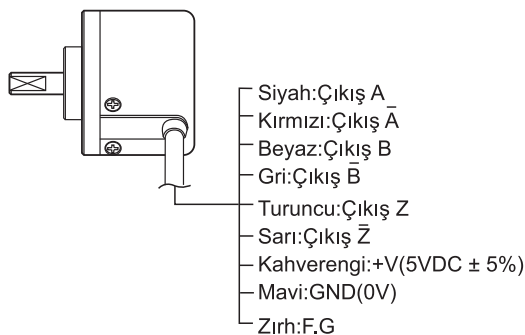 Siyah:Çıkış A
Kırmızı:Çıkış A̅
Beyaz:Çıkış B
Gri:Çıkış B̅
Turuncu:Çıkış Z
Sarı:Çıkış Z̅
Kahverengi:+V(5VDC ± 5%)
Mavi:GND(0V)
Zırh:F.G